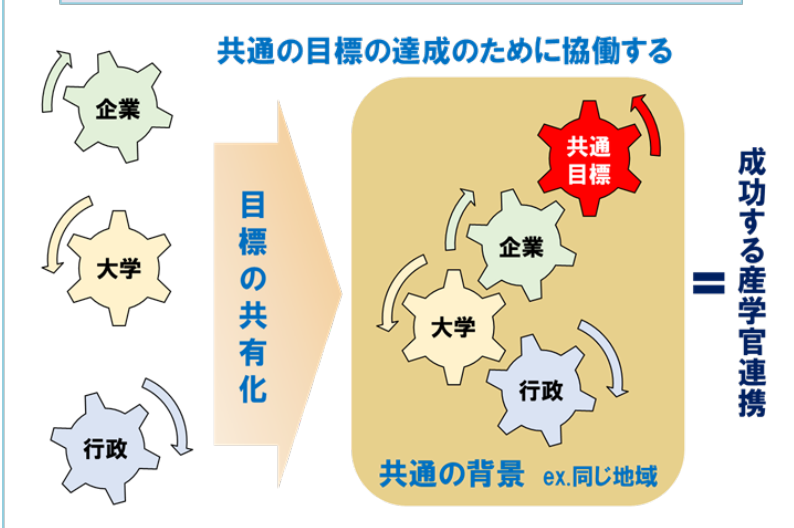 共通の目標の達成のために協働する
企業
大学
行政
目標の共有化
共通
目標
企業
大学
行政
共通の背景 ex.同じ地域
=
成功する産学官連携